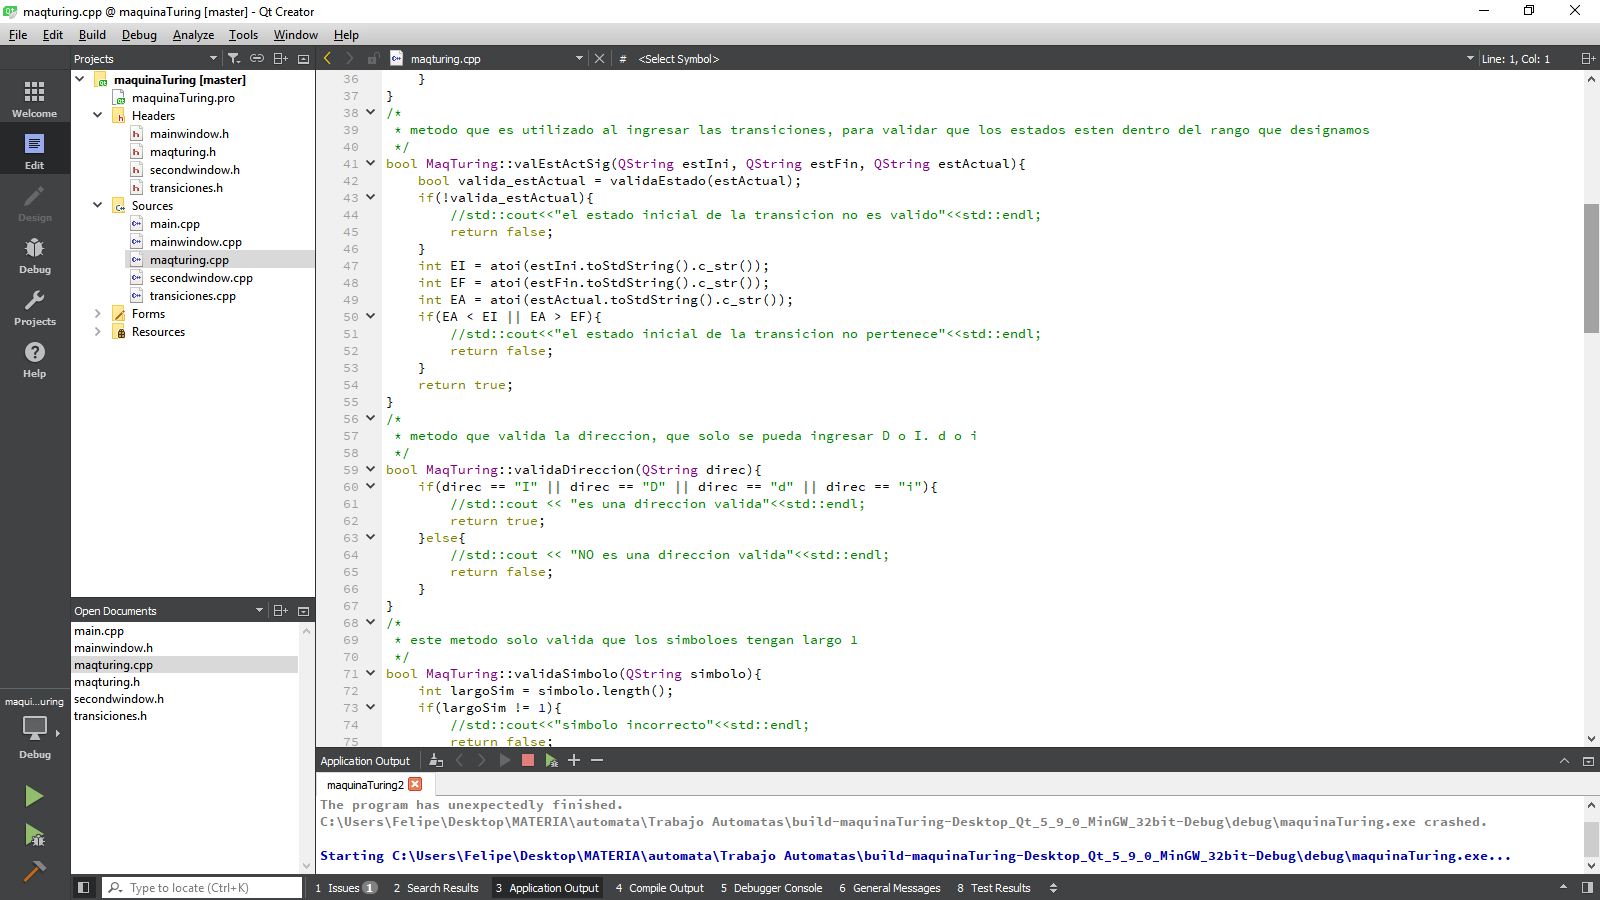 maqturing.cpp @ maquinaTuring [master] - Qt Creator
File Edit Build Debug Analyze Tools Window Help
Projects
maqturing.cpp
# <Select Symbol>
Line: 1, Col: 1
Welcome
Edit
Design
Debug
Projects
Help
maquinaTuring [master]
maquinaTuring.pro
Headers
mainwindow.h
maqturing.h
secondwindow.h
transiciones.h
Sources
main.cpp
mainwindow.cpp
maqturing.cpp
secondwindow.cpp
transiciones.cpp
Forms
Resources
Open Documents
main.cpp
mainwindow.h
maqturing.cpp
maqturing.h
secondwindow.h
transiciones.h
maqui...uring
Debug
36 }
37 }
38 /*
39 * metodo que es utilizado al ingresar las transiciones, para validar que los estados esten dentro del rango que designamos
40 */
41 bool MaqTuring::valEstActSig(QString estIni, QString estFin, QString estActual){
42 bool valida_estActual = validaEstado(estActual);
43 if(!valida_estActual){
44 //std::cout<<"el estado inicial de la transicion no es valido"<<std::endl;
45 return false;
46 }
47 int EI = atoi(estIni.toStdString().c_str());
48 int EF = atoi(estFin.toStdString().c_str());
49 int EA = atoi(estActual.toStdString().c_str());
50 if(EA < EI || EA > EF){
51 //std::cout<<"el estado inicial de la transicion no pertenece"<<std::endl;
52 return false;
53 }
54 return true;
55 }
56 /*
57 * metodo que valida la direccion, que solo se pueda ingresar D o I. d o i
58 */
59 bool MaqTuring::validaDireccion(QString direc){
60 if(direc == "I" || direc == "D" || direc == "d" || direc == "i"){
61 //std::cout << "es una direccion valida"<<std::endl;
62 return true;
63 }else{
64 //std::cout << "NO es una direccion valida"<<std::endl;
65 return false;
66 }
67 }
68 /*
69 * este metodo solo valida que los simboloes tengan largo 1
70 */
71 bool MaqTuring::validaSimbolo(QString simbolo){
72 int largoSim = simbolo.length();
73 if(largoSim != 1){
74 //std::cout<<"simbolo incorrecto"<<std::endl;
75 return false;
Application Output
maquinaTuring2
The program has unexpectedly finished.
C:\Users\Felipe\Desktop\MATERIA\automata\Trabajo Automatas\build-maquinaTuring-Desktop_Qt_5_9_0_MinGW_32bit-Debug\debug\maquinaTuring.exe crashed.
Starting C:\Users\Felipe\Desktop\MATERIA\automata\Trabajo Automatas\build-maquinaTuring-Desktop_Qt_5_9_0_MinGW_32bit-Debug\debug\maquinaTuring.exe...
Type to locate (Ctrl+K)
1 Issues 1 2 Search Results 3 Application Output 4 Compile Output 5 Debugger Console 6 General Messages 8 Test Results